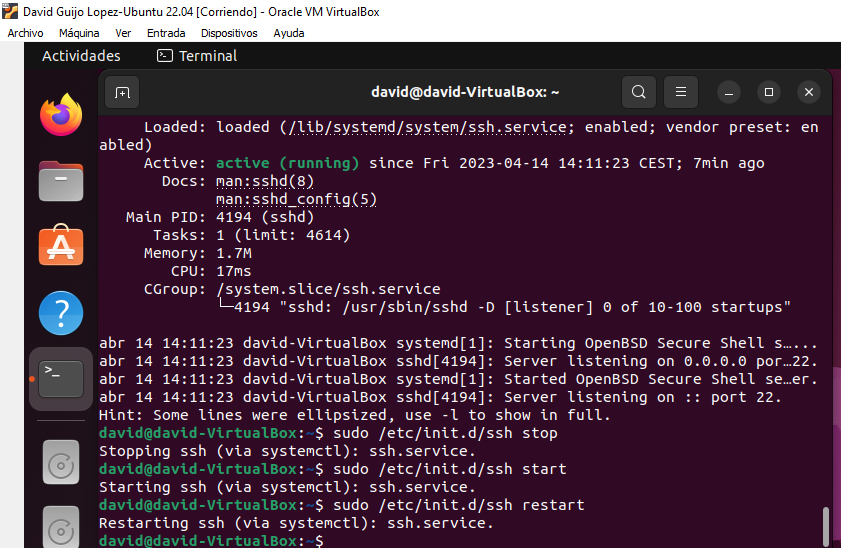 David Guijo Lopez-Ubuntu 22.04 [Corriendo] - Oracle VM VirtualBox
Archivo Máquina Ver Entrada Dispositivos Ayuda
Actividades Terminal
david@david-VirtualBox: ~
Loaded: loaded (/lib/systemd/system/ssh.service; enabled; vendor preset: en
abled)
Active: active (running) since Fri 2023-04-14 14:11:23 CEST; 7min ago
Docs: man:sshd(8)
man:sshd_config(5)
Main PID: 4194 (sshd)
Tasks: 1 (limit: 4614)
Memory: 1.7M
CPU: 17ms
CGroup: /system.slice/ssh.service
└─4194 "sshd: /usr/sbin/sshd -D [listener] 0 of 10-100 startups"
abr 14 14:11:23 david-VirtualBox systemd[1]: Starting OpenBSD Secure Shell s…...
abr 14 14:11:23 david-VirtualBox sshd[4194]: Server listening on 0.0.0.0 por…22.
abr 14 14:11:23 david-VirtualBox systemd[1]: Started OpenBSD Secure Shell se…er.
abr 14 14:11:23 david-VirtualBox sshd[4194]: Server listening on :: port 22.
Hint: Some lines were ellipsized, use -l to show in full.
david@david-VirtualBox:~$ sudo /etc/init.d/ssh stop
Stopping ssh (via systemctl): ssh.service.
david@david-VirtualBox:~$ sudo /etc/init.d/ssh start
Starting ssh (via systemctl): ssh.service.
david@david-VirtualBox:~$ sudo /etc/init.d/ssh restart
Restarting ssh (via systemctl): ssh.service.
david@david-VirtualBox:~$